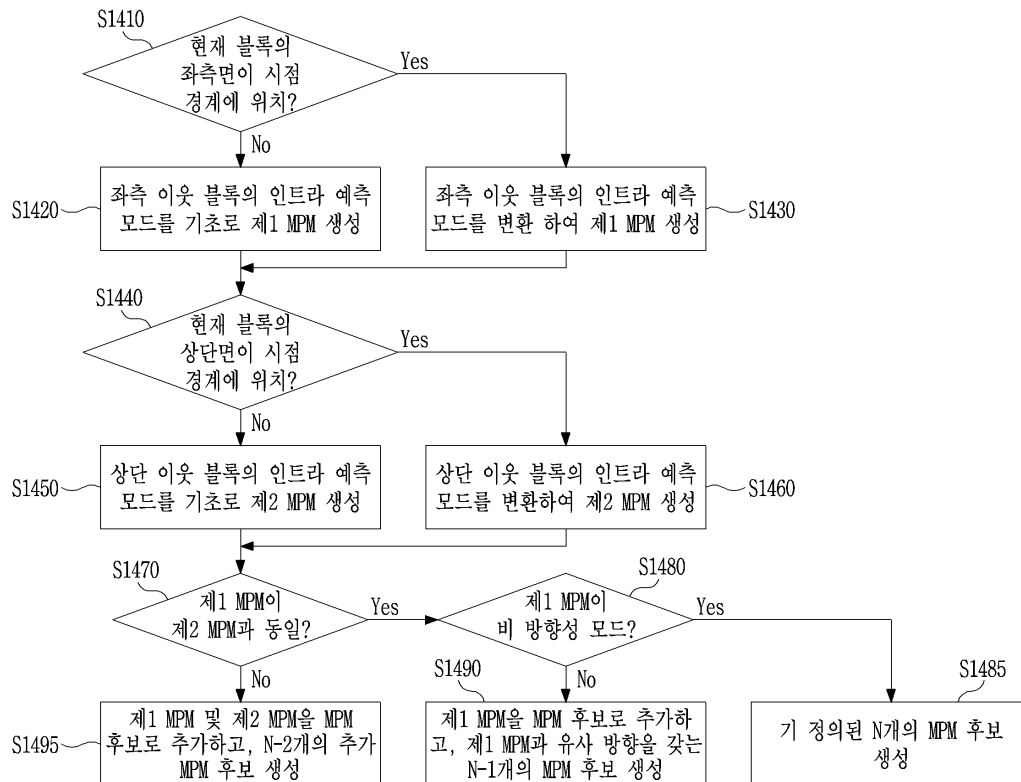 S1410
현재 블록의
좌측면이 시점
경계에 위치?
Yes
No
S1420
좌측 이웃 블록의 인트라 예측
모드를 기초로 제1 MPM 생성
좌측 이웃 블록의 인트라 예측
모드를 변환 하여 제1 MPM 생성
S1430
S1440
현재 블록의
상단면이 시점
경계에 위치?
Yes
No
S1450
상단 이웃 블록의 인트라 예측
모드를 기초로 제2 MPM 생성
상단 이웃 블록의 인트라 예측
모드를 변환하여 제2 MPM 생성
S1460
S1470
제1 MPM이
제2 MPM과 동일?
Yes
No
S1480
제1 MPM이
비 방향성 모드?
Yes
No
S1495
제1 MPM 및 제2 MPM을 MPM
후보로 추가하고, N-2개의 추가
MPM 후보 생성
S1490
제1 MPM을 MPM 후보로 추가하
고, 제1 MPM과 유사 방향을 갖는
N-1개의 MPM 후보 생성
S1485
기 정의된 N개의 MPM 후보
생성